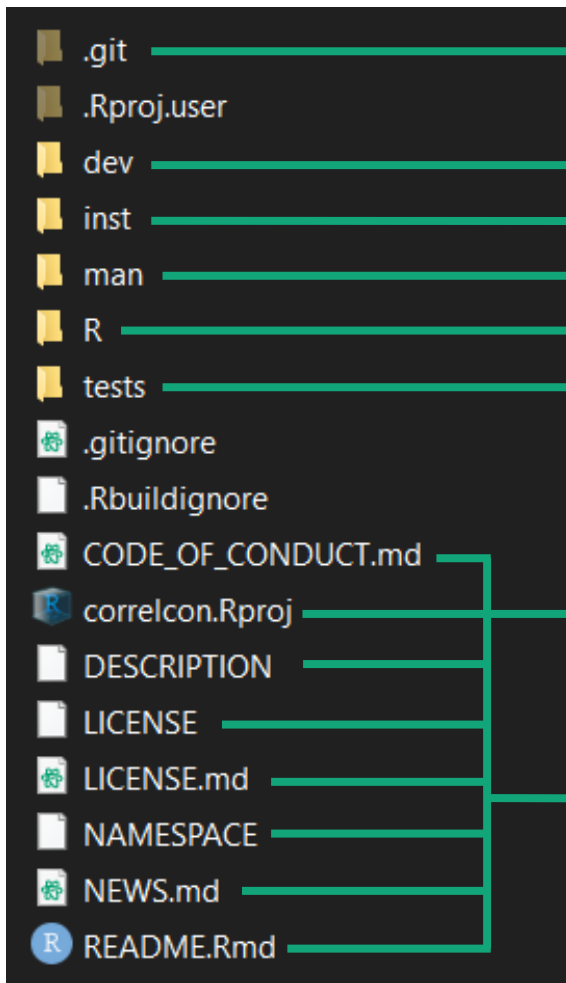 .git
.Rproj.user
dev
inst
man
R
tests
.gitignore
.Rbuildignore
CODE_OF_CONDUCT.md
correlcon.Rproj
DESCRIPTION
LICENSE
LICENSE.md
NAMESPACE
NEWS.md
R README.Rmd